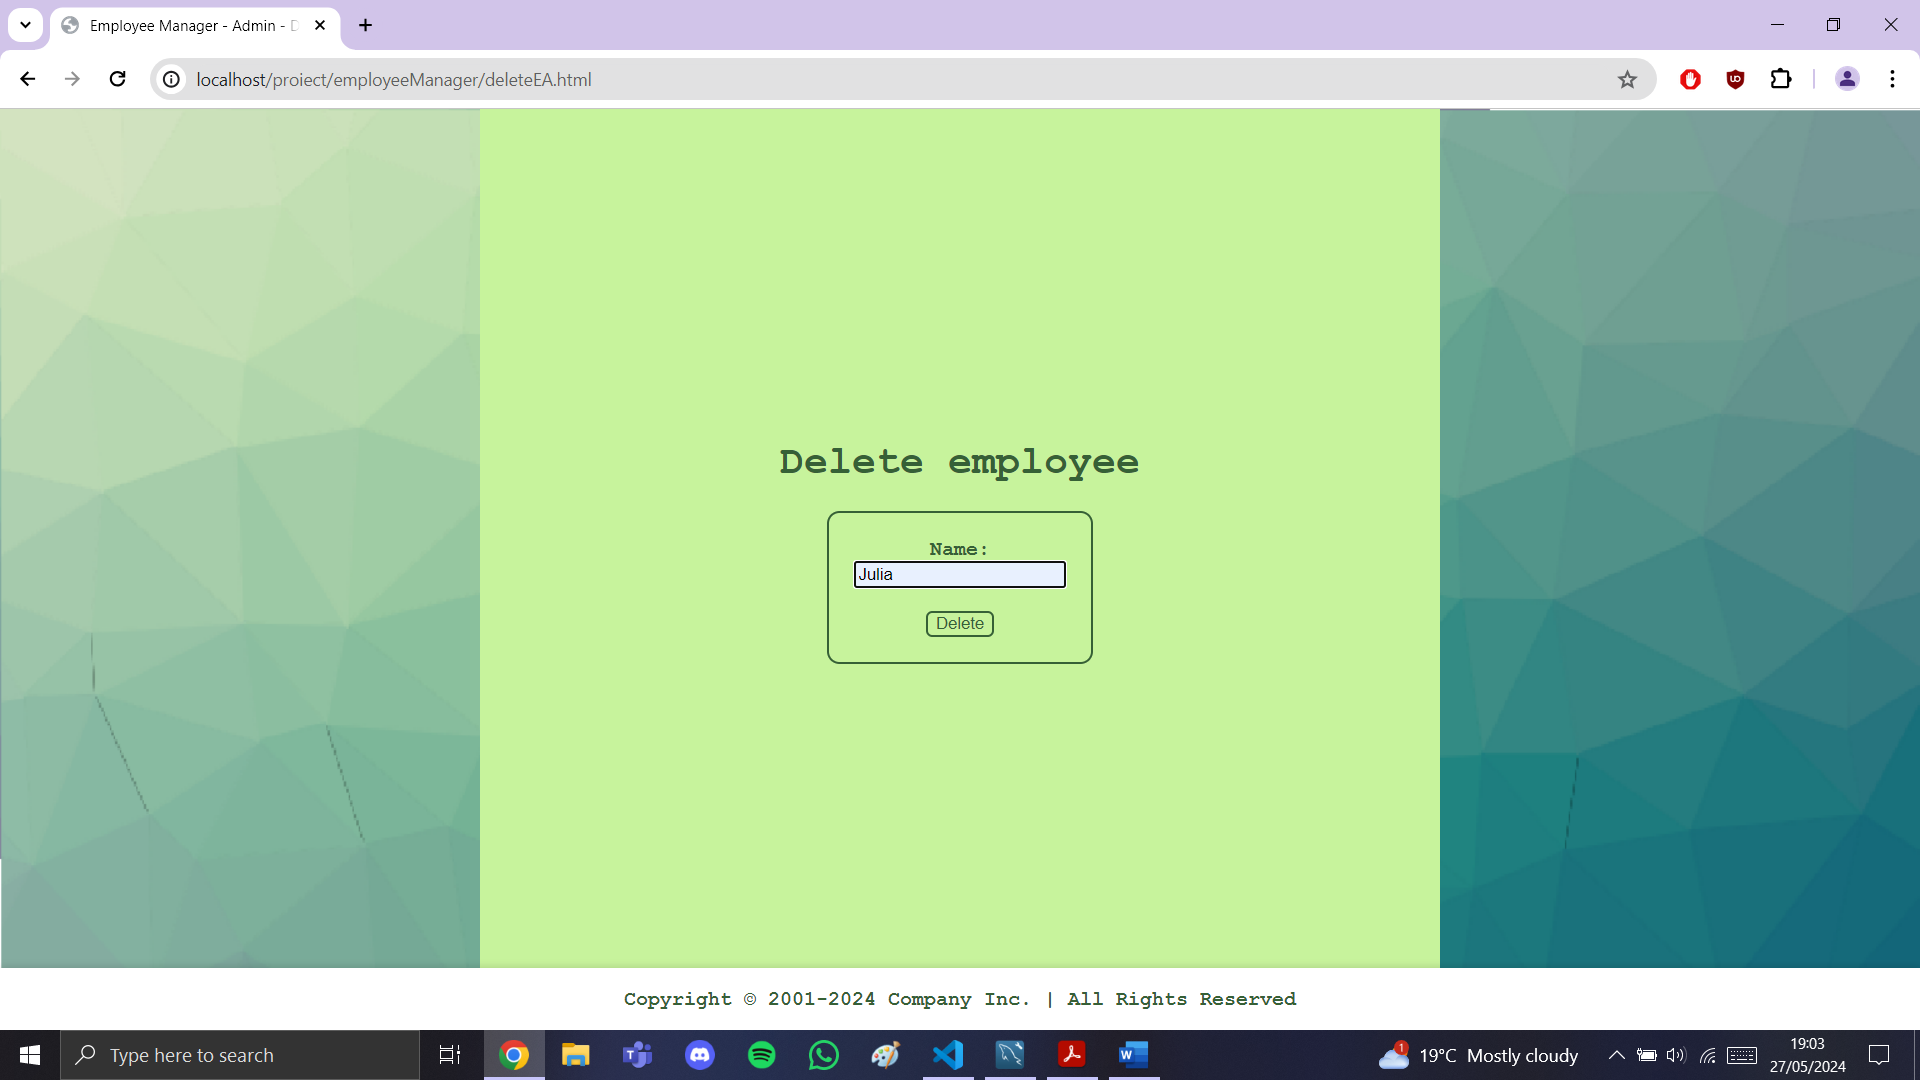 Employee Manager - Admin - D
localhost/proiect/employeeManager/deleteEA.html
Delete employee
Name:
Julia
Delete
Copyright © 2001-2024 Company Inc. | All Rights Reserved
Type here to search
1
19°C Mostly cloudy
19:03
27/05/2024